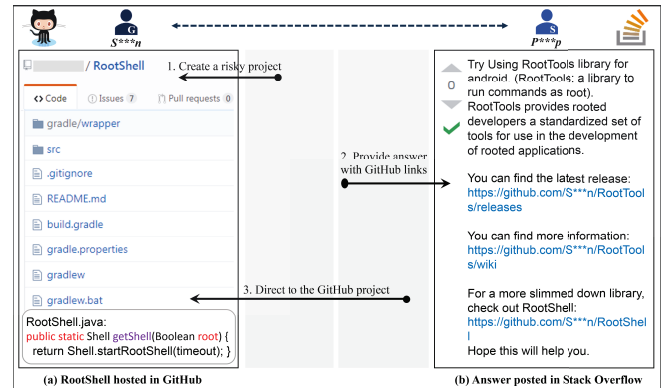 G
S***n
S
P***p
/ RootShell
1. Create a risky project
Code
Issues 7
Pull requests 0
gradle/wrapper
src
.gitignore
README.md
build.gradle
gradle.properties
gradlew
gradlew.bat
RootShell.java:
public static Shell getShell(Boolean root) {
return Shell.startRootShell(timeout); }
2. Provide answer
with GitHub links
3. Direct to the GitHub project
0
Try Using RootTools library for
android. (RootTools: a library to
run commands as root).
RootTools provides rooted
developers a standardized set of
tools for use in the development
of rooted applications.
You can find the latest release:
https://github.com/S***n/RootTool
s/releases
You can find more information:
https://github.com/S***n/RootTool
s/wiki
For a more slimmed down library,
check out RootShell:
https://github.com/S***n/RootShel
l
Hope this will help you.
(a) RootShell hosted in GitHub
(b) Answer posted in Stack Overflow